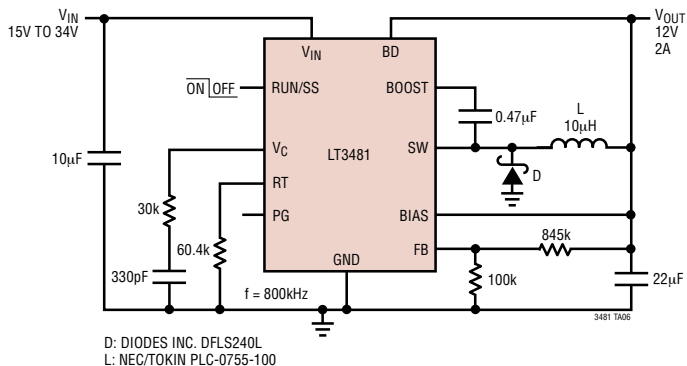 VIN
15V TO 34V
VOUT
12V
2A
VIN
BD
ON OFF
RUN/SS
BOOST
0.47µF
L
10µH
VC
LT3481
SW
10µF
D
RT
30k
PG
BIAS
60.4k
845k
FB
GND
330pF
f = 800kHz
100k
22µF
3481 TA06
D: DIODES INC. DFLS240L
L: NEC/TOKIN PLC-0755-100